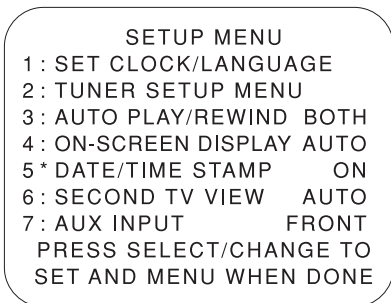 SETUP MENU
1 : SET CLOCK/LANGUAGE
2 : TUNER SETUP MENU
3 : AUTO PLAY/REWIND BOTH
4 : ON-SCREEN DISPLAY AUTO
5 * DATE/TIME STAMP ON
6 : SECOND TV VIEW AUTO
7 : AUX INPUT FRONT
PRESS SELECT/CHANGE TO
SET AND MENU WHEN DONE